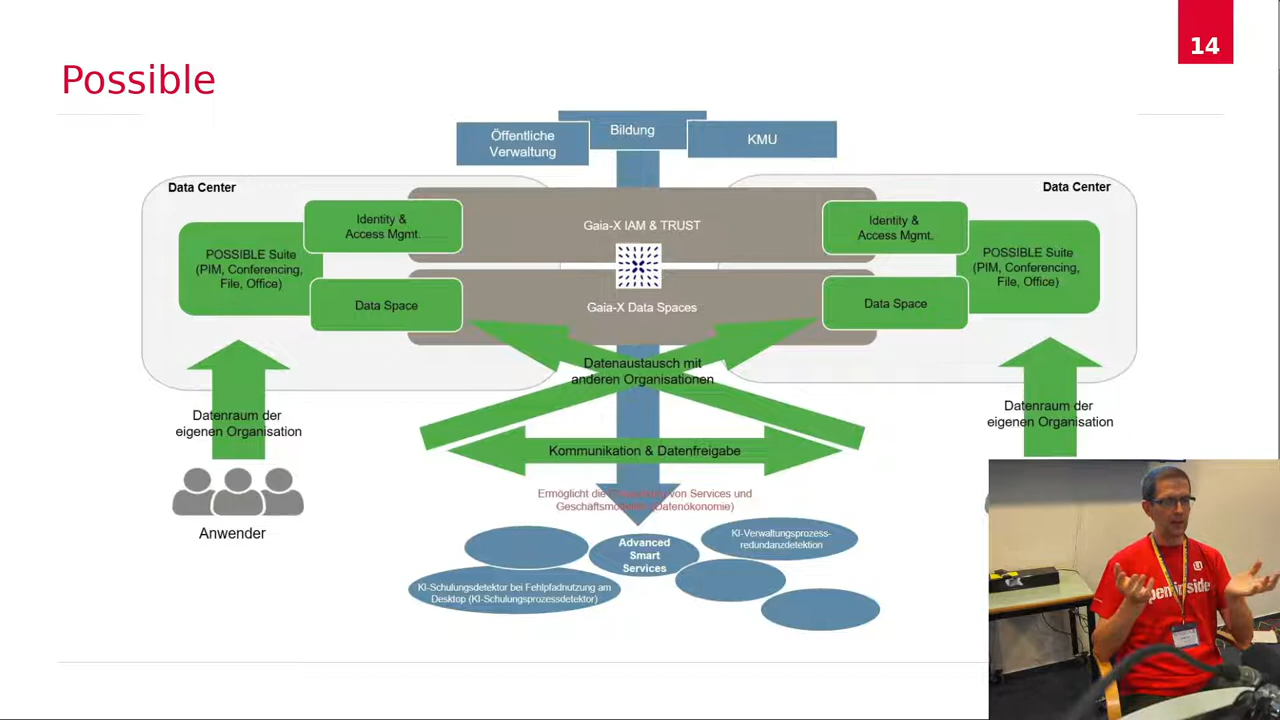 14
Possible
Öffentliche
Verwaltung
Bildung
KMU
Data Center
Data Center
Identity &
Access Mgmt.
Gaia-X IAM & TRUST
Identity &
Access Mgmt.
POSSIBLE Suite
(PIM, Conferencing,
File, Office)
POSSIBLE Suite
(PIM, Conferencing,
File, Office)
Data Space
Gaia-X Data Spaces
Data Space
Datenaustausch mit
anderen Organisationen
Datenraum der
eigenen Organisation
Datenraum der
eigenen Organisation
Kommunikation & Datenfreigabe
Ermöglicht die von Services und
Geschäftsmodellen (Datenökonomie)
Anwender
Advanced
Smart
Services
KI-Verwaltungsprozess-
redundanzdetektion
KI-Schulungsdetektor bei Fehlpfadnutzung am
Desktop (KI-Schulungsprozessdetektor)
open inside